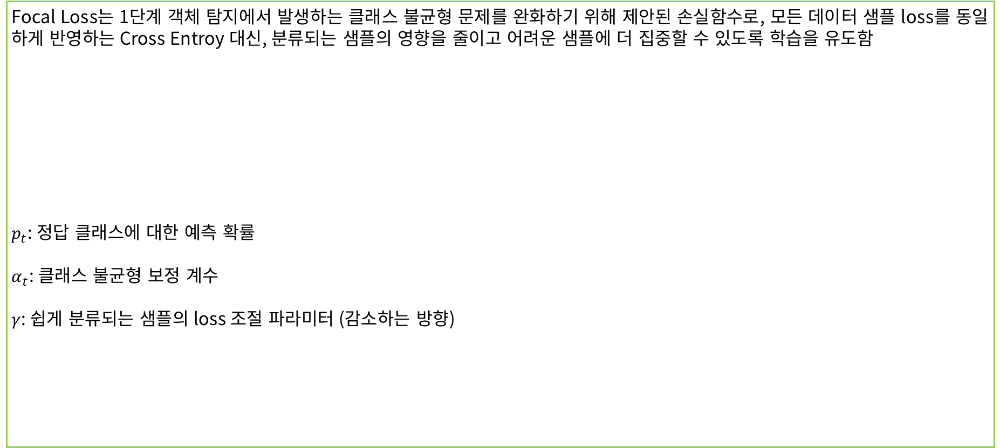 Focal Loss는 1단계 객체 탐지에서 발생하는 클래스 불균형 문제를 완화하기 위해 제안된 손실함수로, 모든 데이터 샘플 loss를 동일
하게 반영하는 Cross Entroy 대신, 분류되는 샘플의 영향을 줄이고 어려운 샘플에 더 집중할 수 있도록 학습을 유도함
𝑝𝑡: 정답 클래스에 대한 예측 확률
𝛼𝑡: 클래스 불균형 보정 계수
𝛾: 쉽게 분류되는 샘플의 loss 조절 파라미터 (감소하는 방향)